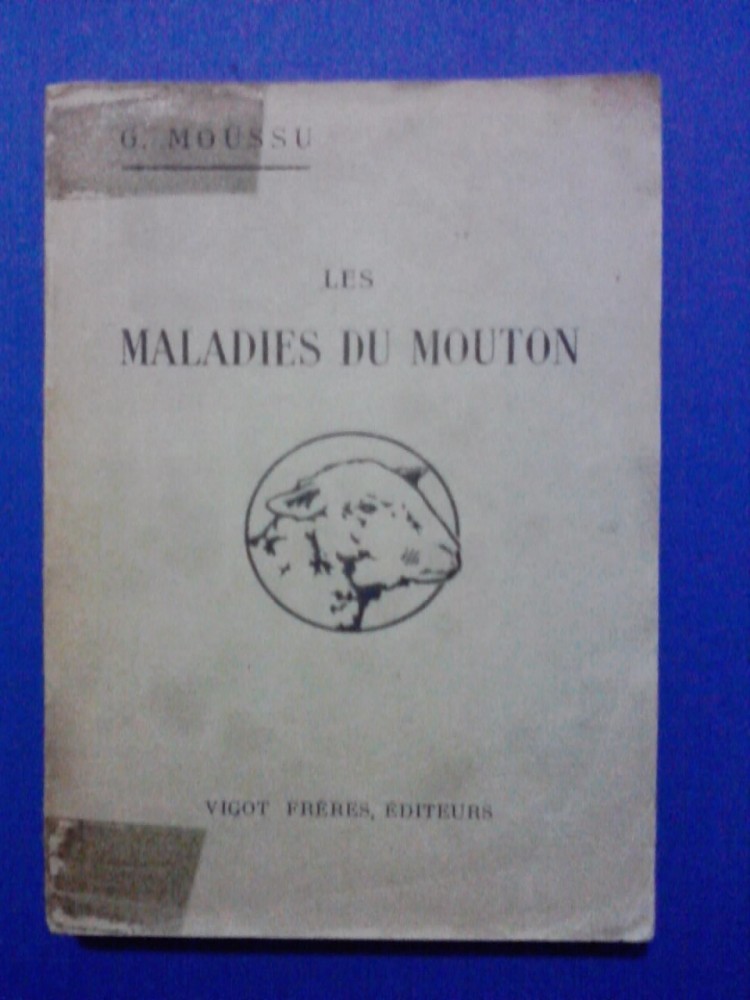 G. MOUSSU
LES
MALADIES DU MOUTON
VIGOT FRÈRES, ÉDITEURS